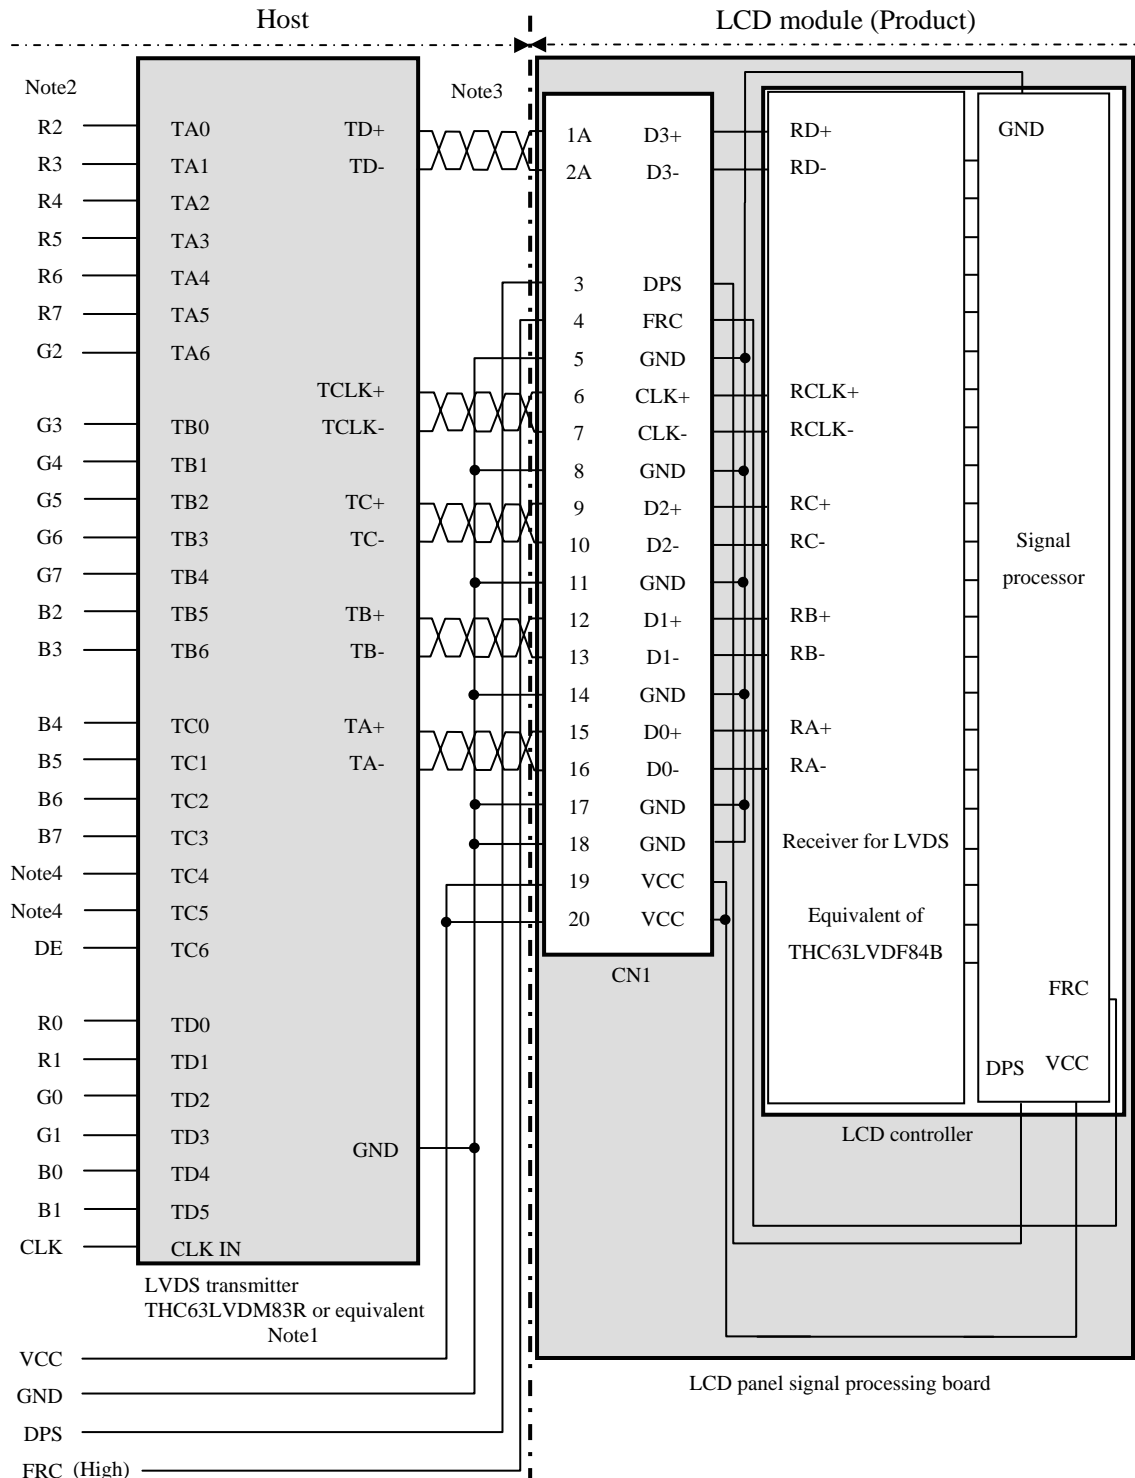 Host
LCD module (Product)
Note2
Note3
R2 TA0 TD+ 1A D3+ RD+ GND
R3 TA1 TD- 2A D3- RD-
R4 TA2
R5 TA3
R6 TA4 3 DPS
R7 TA5 4 FRC
G2 TA6 5 GND
TCLK+ 6 CLK+ RCLK+
G3 TB0 TCLK- 7 CLK- RCLK-
G4 TB1 8 GND
G5 TB2 TC+ 9 D2+ RC+
G6 TB3 TC- 10 D2- RC- Signal
G7 TB4 11 GND processor
B2 TB5 TB+ 12 D1+ RB+
B3 TB6 TB- 13 D1- RB-
14 GND
B4 TC0 TA+ 15 D0+ RA+
B5 TC1 TA- 16 D0- RA-
B6 TC2 17 GND
B7 TC3 18 GND Receiver for LVDS
Note4 TC4 19 VCC
Note4 TC5 20 VCC Equivalent of
DE TC6 THC63LVDF84B
CN1
FRC
R0 TD0
R1 TD1 DPS VCC
G0 TD2
G1 TD3 LCD controller
GND
B0 TD4
B1 TD5
CLK CLK IN
LVDS transmitter
THC63LVDM83R or equivalent
Note1
VCC
LCD panel signal processing board
GND
DPS
FRC (High)